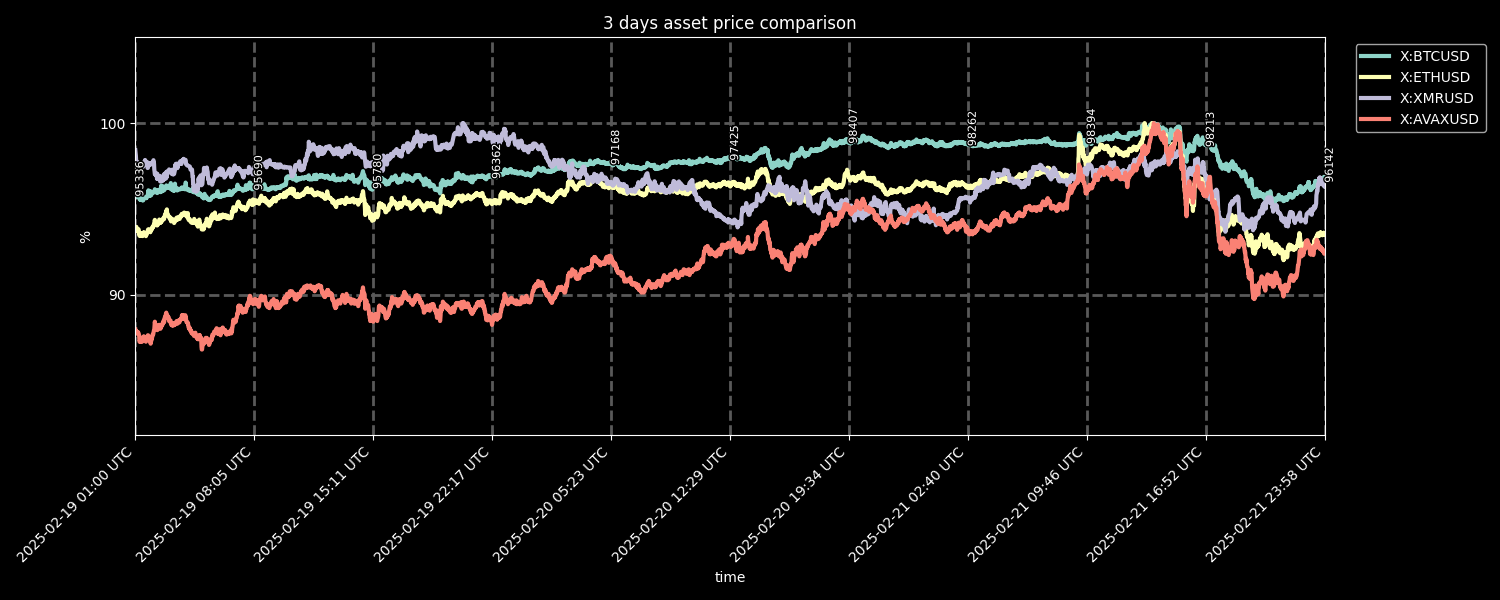 3 days asset price comparison
X:BTCUSD
X:ETHUSD
X:XMRUSD
X:AVAXUSD
100
90
%
95336
95690
95780
96362
97168
97425
98407
98262
98394
98213
96142
2025-02-19 01:00 UTC
2025-02-19 08:05 UTC
2025-02-19 15:11 UTC
2025-02-19 22:17 UTC
2025-02-20 05:23 UTC
2025-02-20 12:29 UTC
2025-02-20 19:34 UTC
2025-02-21 02:40 UTC
2025-02-21 09:46 UTC
2025-02-21 16:52 UTC
2025-02-21 23:58 UTC
time